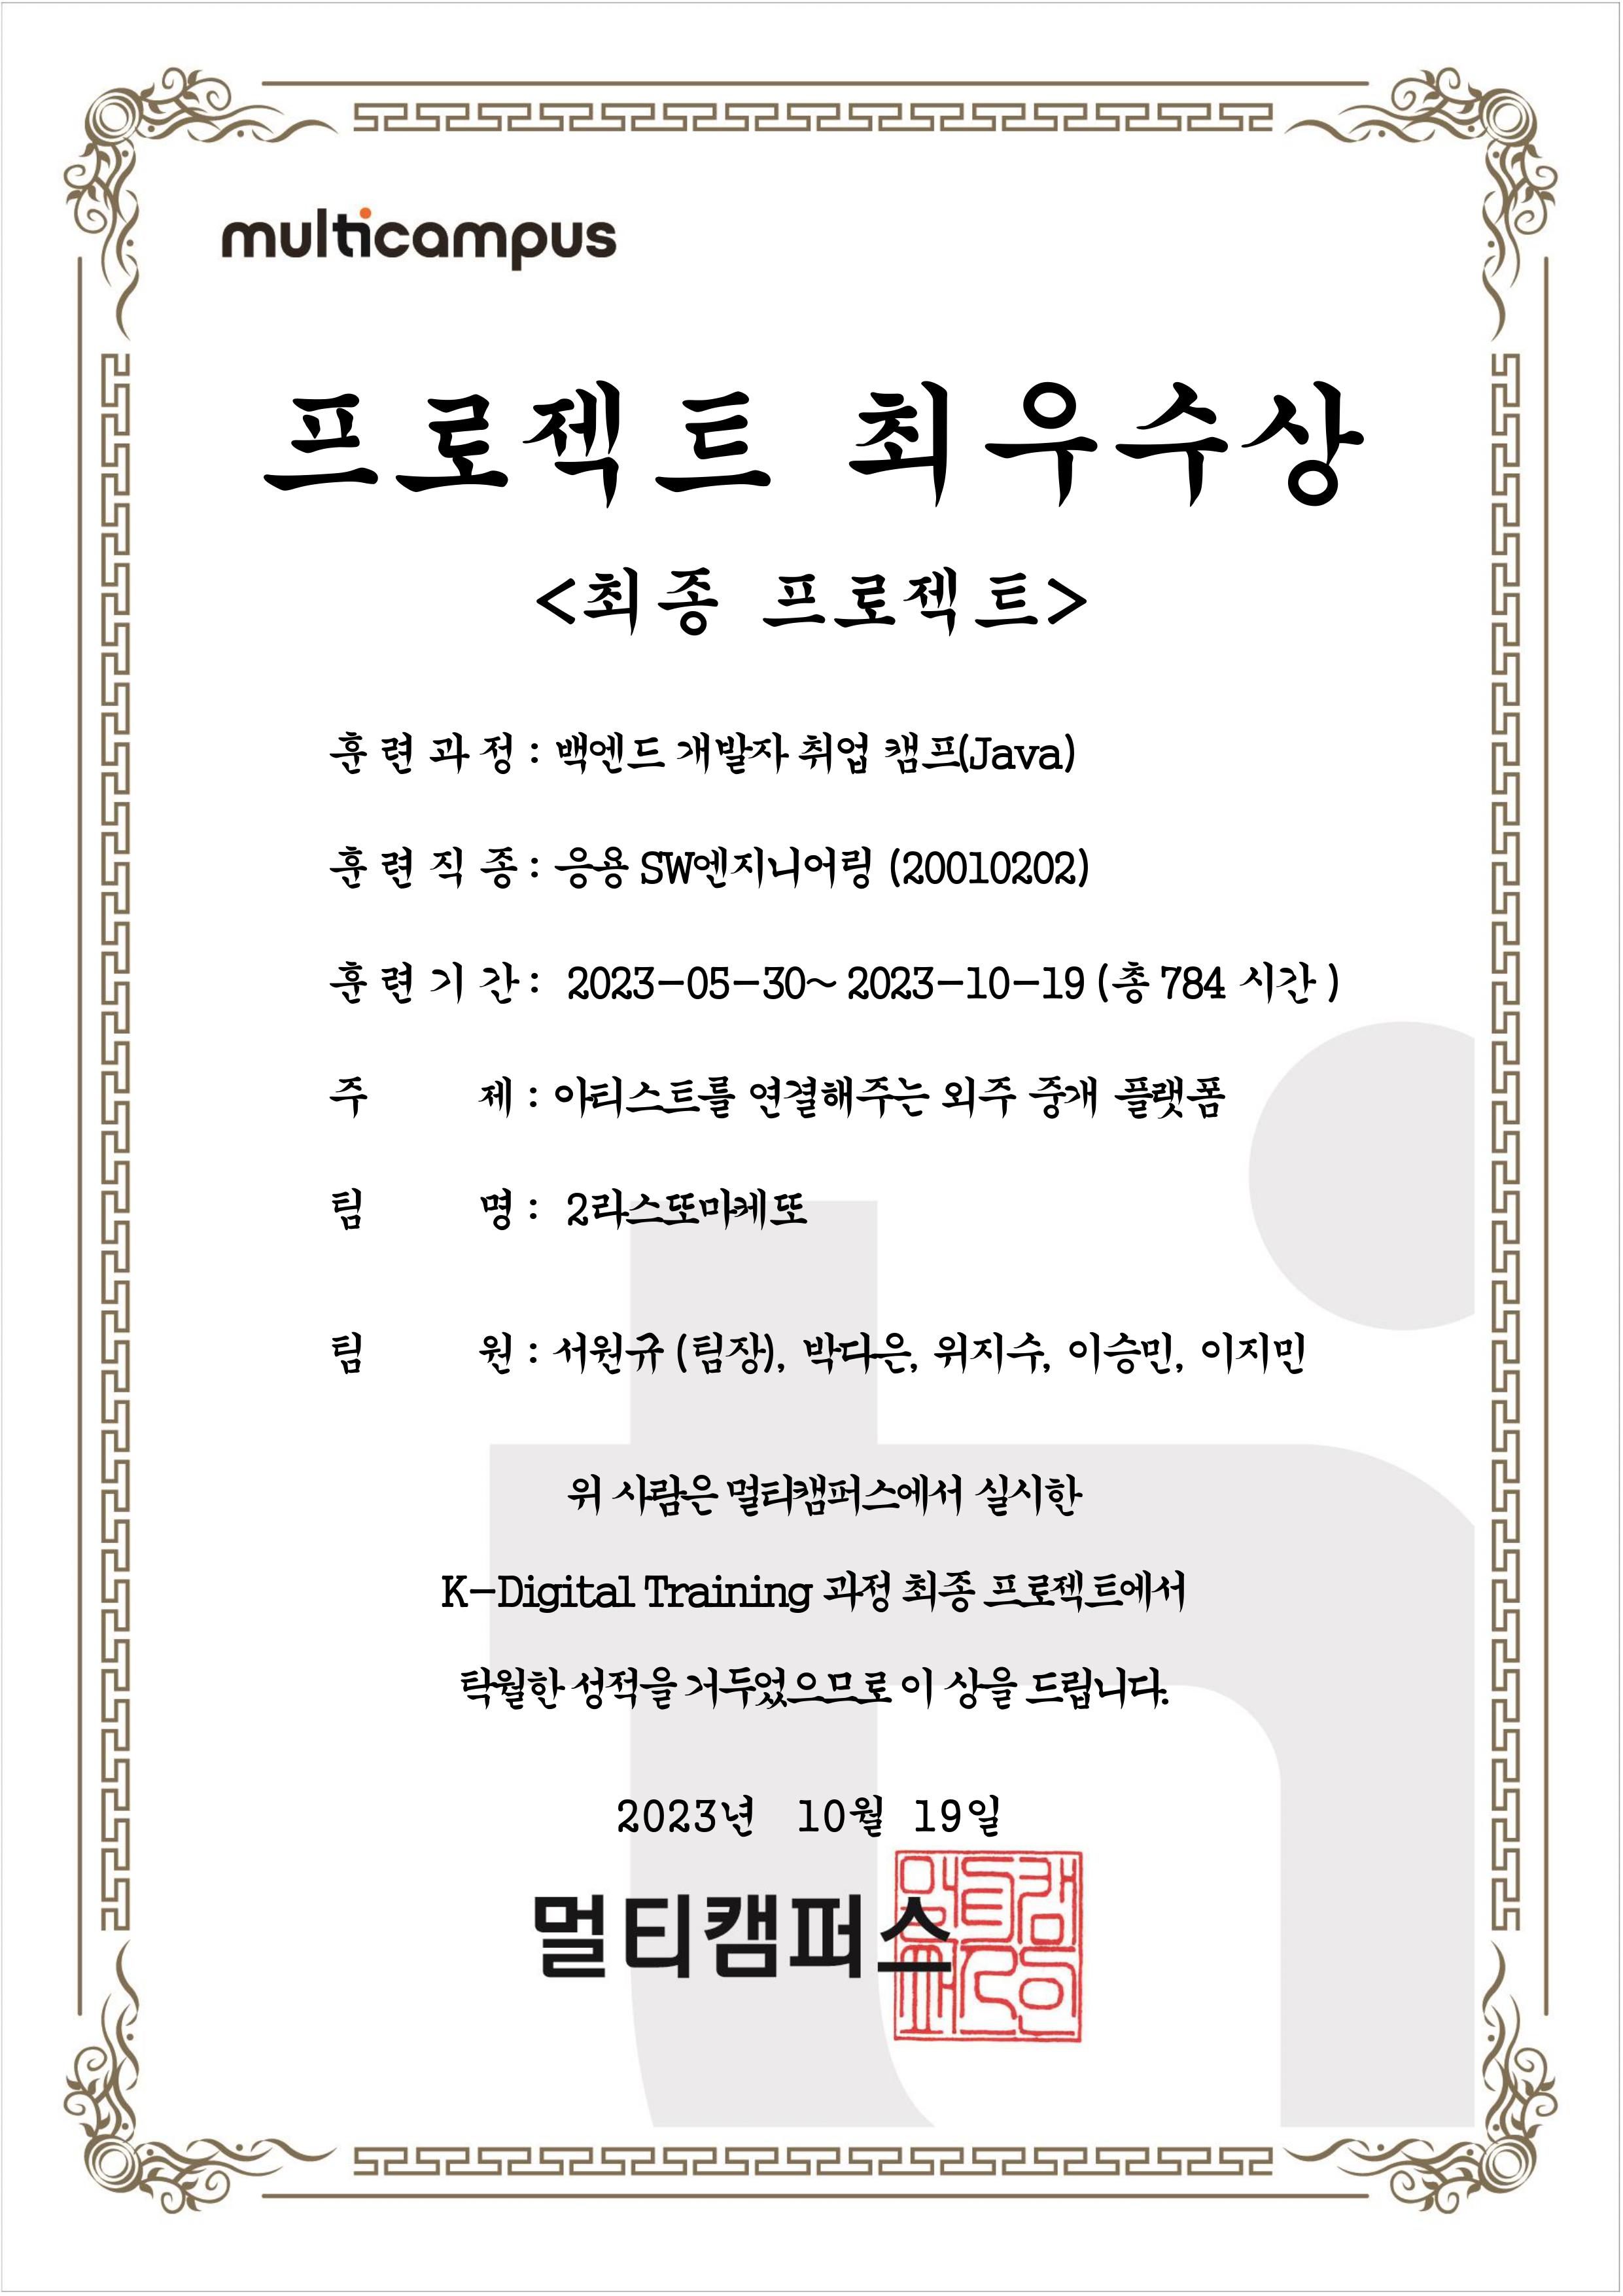 multicampus
프로젝트 최우수상
<최종 프로젝트>
훈련과정 : 백엔드 개발자 취업 캠프(Java)
훈련직종 : 응용 SW엔지니어링 (20010202)
훈련기간 : 2023-05-30~ 2023-10-19 (총 784 시간)
주 제 : 아티스트를 연결해주는 외주 중개 플랫폼
팀 명 : 2라스또마케또
팀 원 : 서원규 (팀장), 박다은, 위지수, 이승민, 이지민
위 사람은 멀티캠퍼스에서 실시한
K-Digital Training 과정 최종 프로젝트에서
탁월한 성적을 거두었으므로 이 상을 드립니다.
2023년 10월 19일
멀티캠퍼스